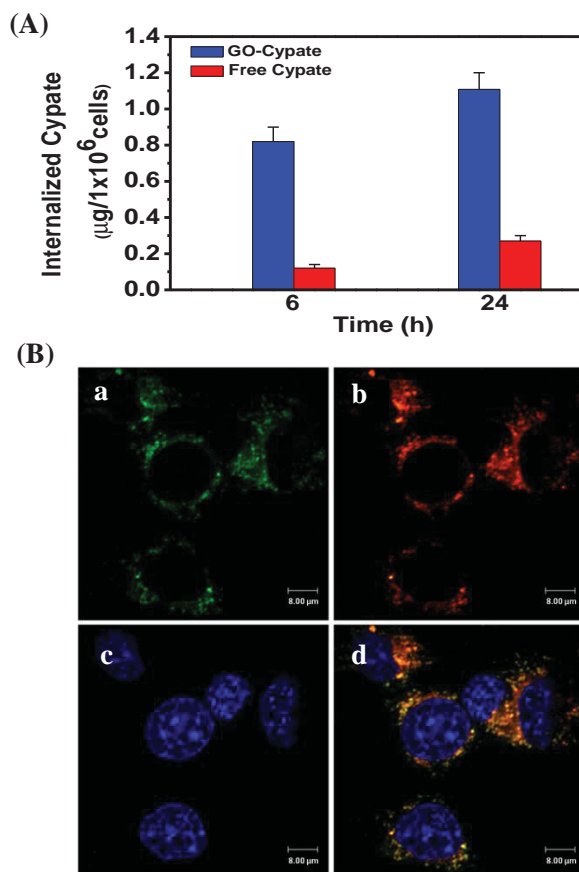 (A)
Internalized Cypate
(μg/1x10⁶cells)
1.4
1.2
1.0
0.8
0.6
0.4
0.2
0.0
GO-Cypate
Free Cypate
6
24
Time (h)
(B)
a
8.00 μm
b
8.00 μm
c
8.00 μm
d
8.00 μm